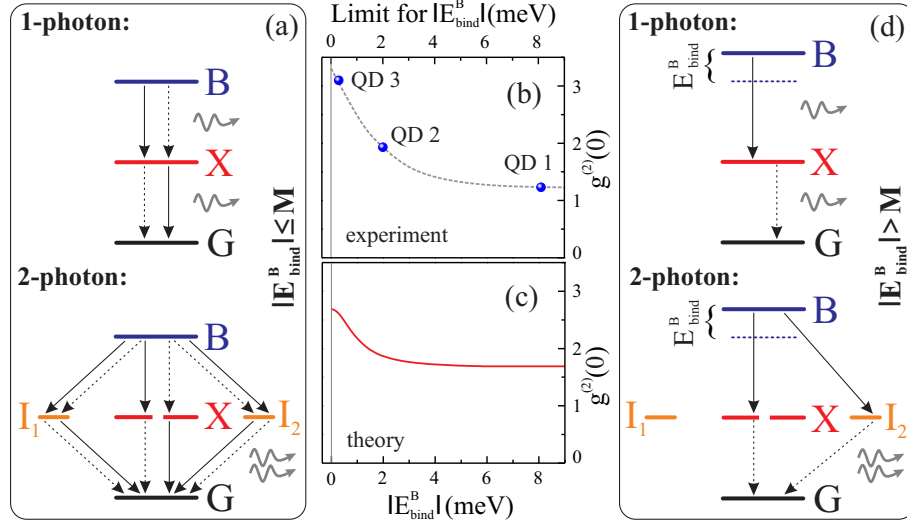 1-photon:
(a)
B
X
G
2-photon:
B
I₁
X
I₂
G
|E^B_bind|≤M
Limit for |E^B_bind|(meV)
0 2 4 6 8
QD 3
(b)
QD 2
QD 1
experiment
3
2
1
0
g⁽²⁾(0)
(c)
theory
3
2
1
0
g⁽²⁾(0)
0 2 4 6 8
|E^B_bind|(meV)
1-photon:
(d)
E^B_bind {
B
X
G
2-photon:
E^B_bind {
B
I₁
X
I₂
G
|E^B_bind|>M